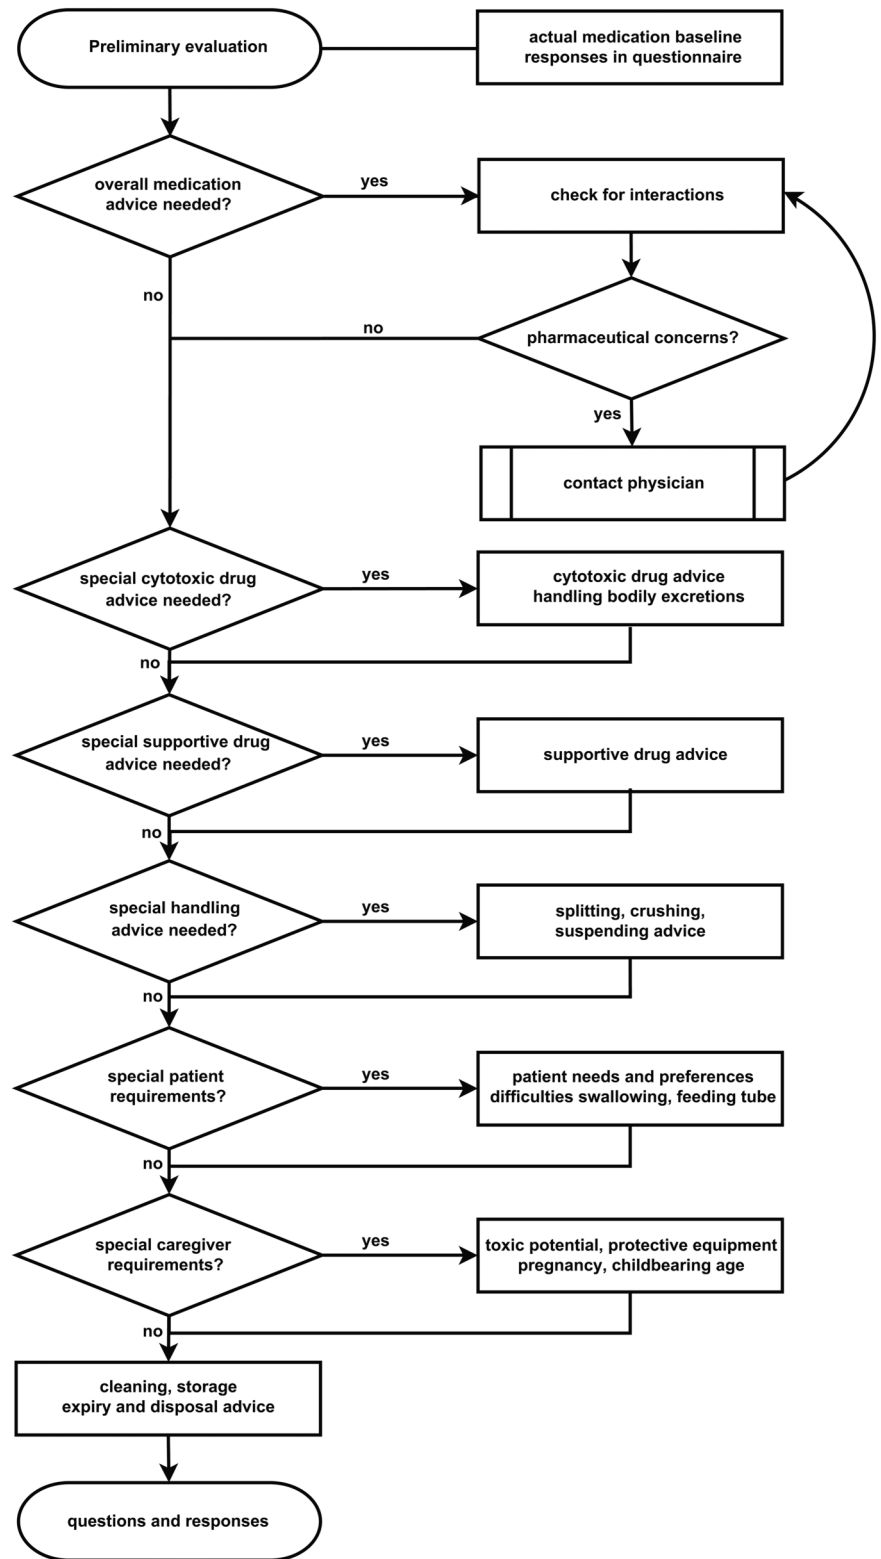 Preliminary evaluation
actual medication baseline
responses in questionnaire
overall medication
advice needed?
yes
check for interactions
no
no
pharmaceutical concerns?
yes
contact physician
special cytotoxic drug
advice needed?
yes
cytotoxic drug advice
handling bodily excretions
no
special supportive drug
advice needed?
yes
supportive drug advice
no
special handling
advice needed?
yes
splitting, crushing,
suspending advice
no
special patient
requirements?
yes
patient needs and preferences
difficulties swallowing, feeding tube
no
special caregiver
requirements?
yes
toxic potential, protective equipment
pregnancy, childbearing age
no
cleaning, storage
expiry and disposal advice
questions and responses